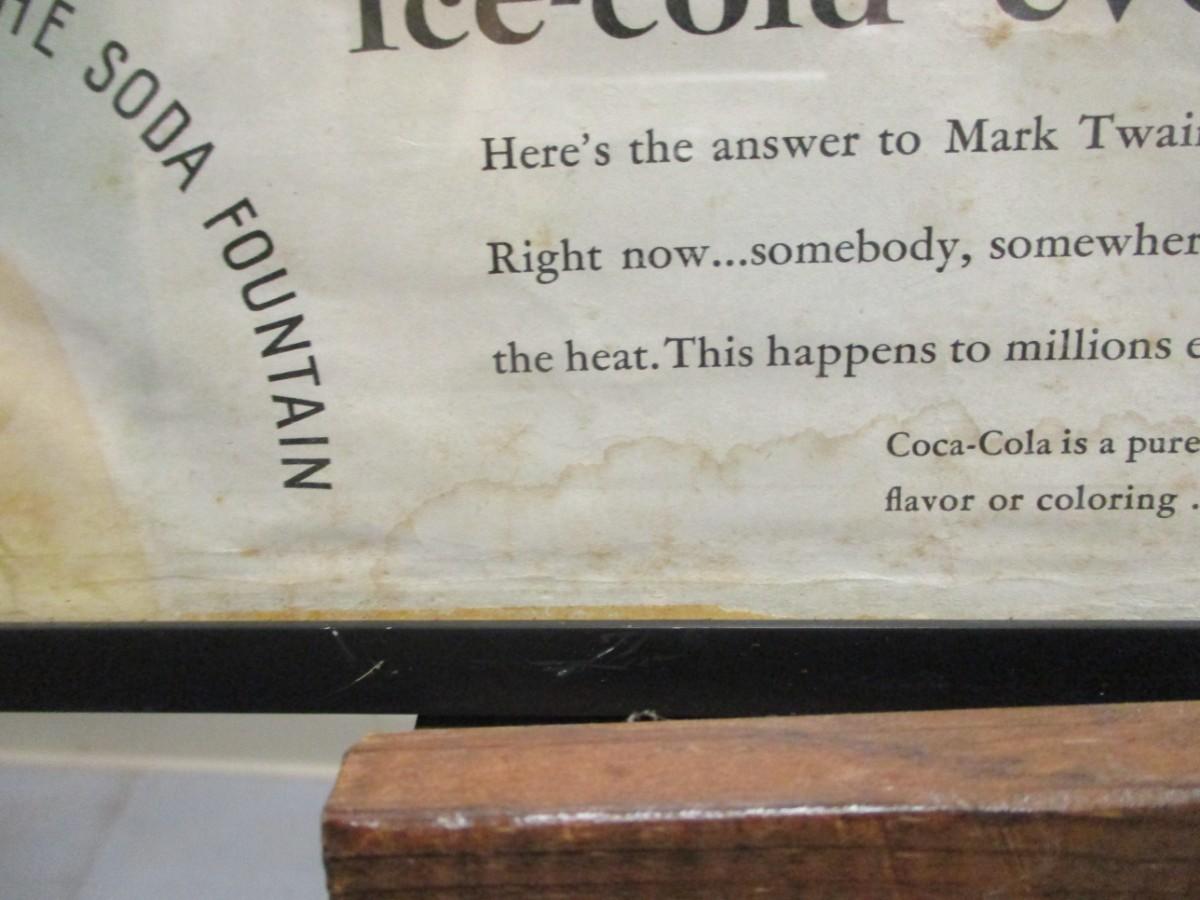 HE SODA FOUNTAIN
ice-cold
Here's the answer to Mark Twain
Right now...somebody, somewher
the heat. This happens to millions e
Coca-Cola is a pure
flavor or coloring .